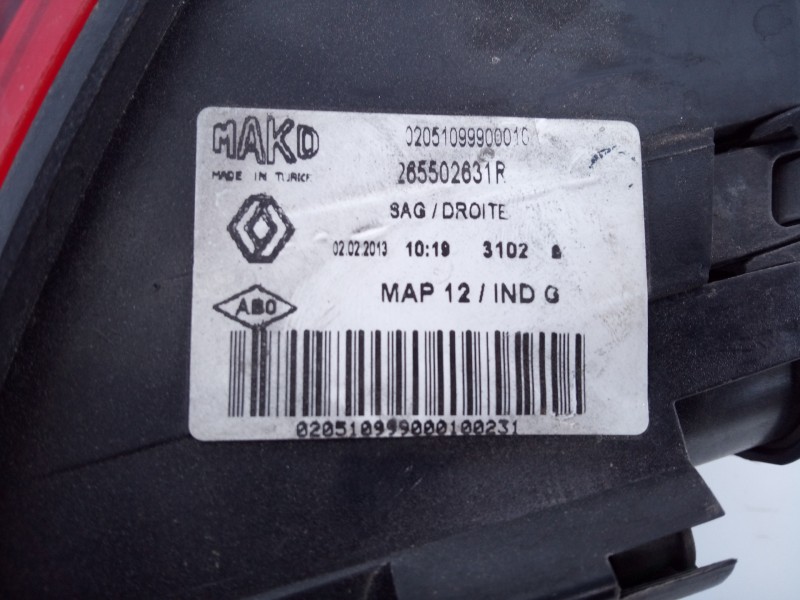 MAKO 02051099900010
MADE IN TURKEY 265502631R
SAG / DROITE
02.02.2013 10:19 3102
MAP 12 / IND G
ABO
020510999000100231